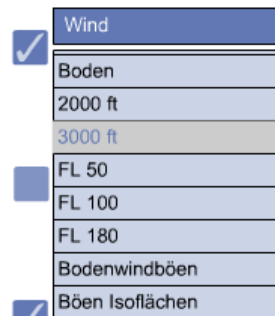 Wind
Boden
2000 ft
3000 ft
FL 50
FL 100
FL 180
Bodenwindböen
Böen Isoflächen